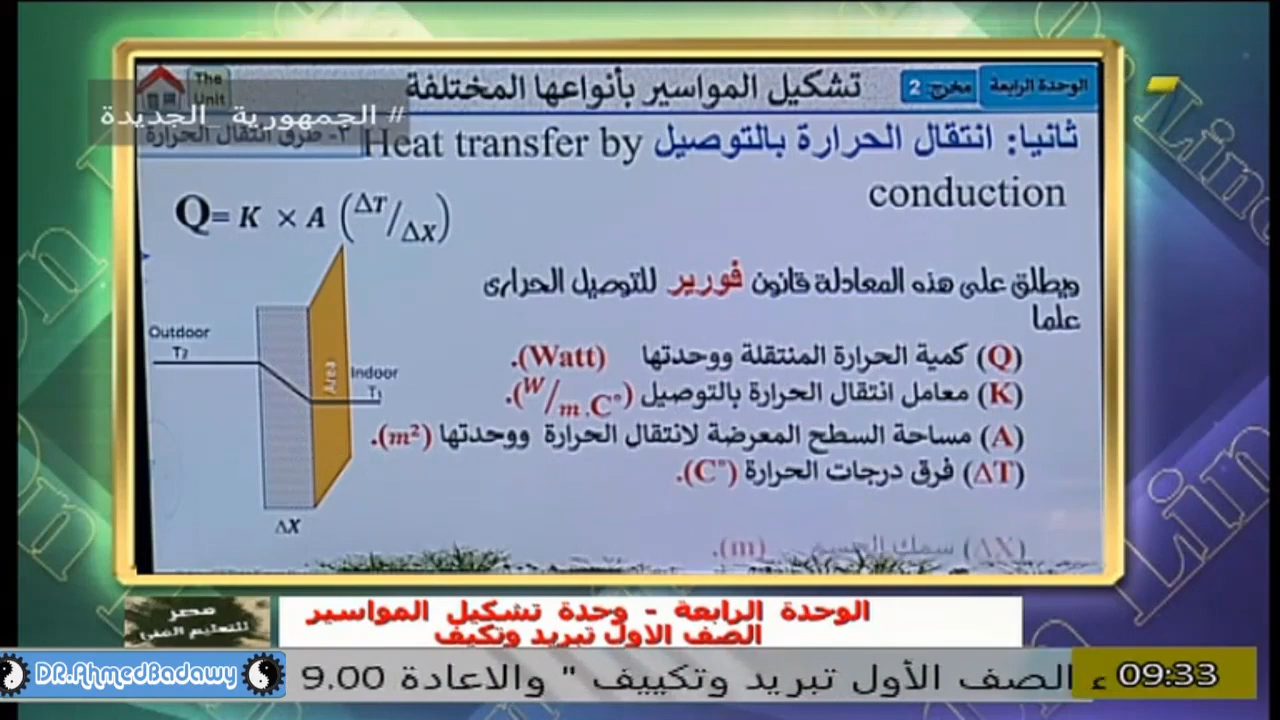 الوحدة الرابعة
مخرج: 2
تشكيل المواسير بأنواعها المختلفة
The
Unit
# الجمهورية الجديدة
٣- طرق انتقال الحرارة
ثانيا: انتقال الحرارة بالتوصيل Heat transfer by
conduction
Q= K × A (ΔT/ΔX)
ويطلق على هذه المعادلة قانون فورير للتوصيل الحرارى
علما
(Q) كمية الحرارة المنتقلة ووحدتها (Watt).
(K) معامل انتقال الحرارة بالتوصيل (W/m .C°).
(A) مساحة السطح المعرضة لانتقال الحرارة ووحدتها (m²).
(ΔT) فرق درجات الحرارة (C°).
(ΔX) سمك الجسم (m).
Outdoor
T₂
Area
Indoor
T₁
ΔX
مصر
للتعليم الفنى
الوحدة الرابعة - وحدة تشكيل المواسير
الصف الاول تبريد وتكيف
DR.AhmedBadawy
ء الصف الأول تبريد وتكييف " والاعادة 9.00
09:33